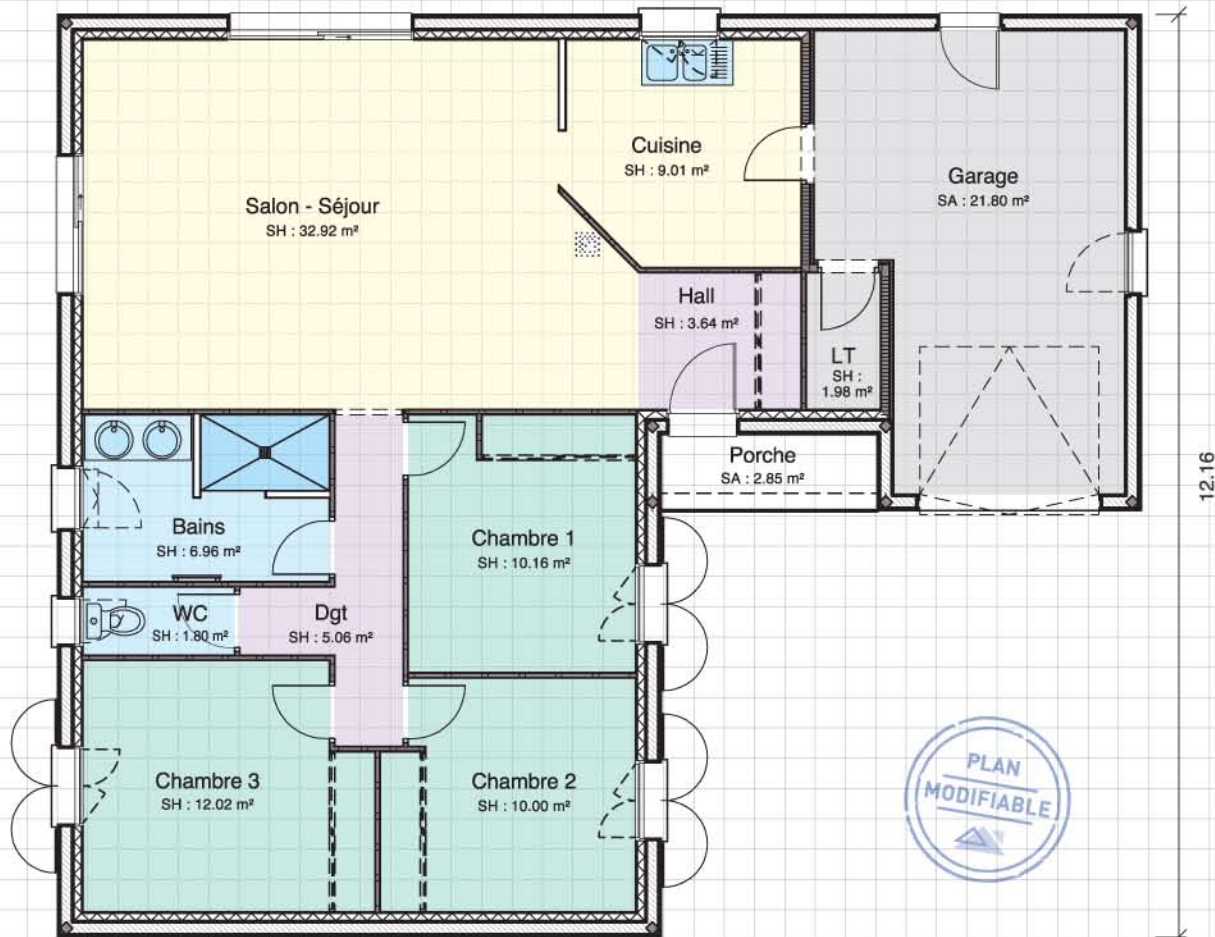 Cuisine
SH : 9.01 m²
Garage
SA : 21.80 m²
Salon - Séjour
SH : 32.92 m²
Hall
SH : 3.64 m²
LT
SH :
1.98 m²
Porche
SA : 2.85 m²
12.16
Bains
SH : 6.96 m²
Chambre 1
SH : 10.16 m²
WC
SH : 1.80 m²
Dgt
SH : 5.06 m²
Chambre 3
SH : 12.02 m²
Chambre 2
SH : 10.00 m²
PLAN
MODIFIABLE